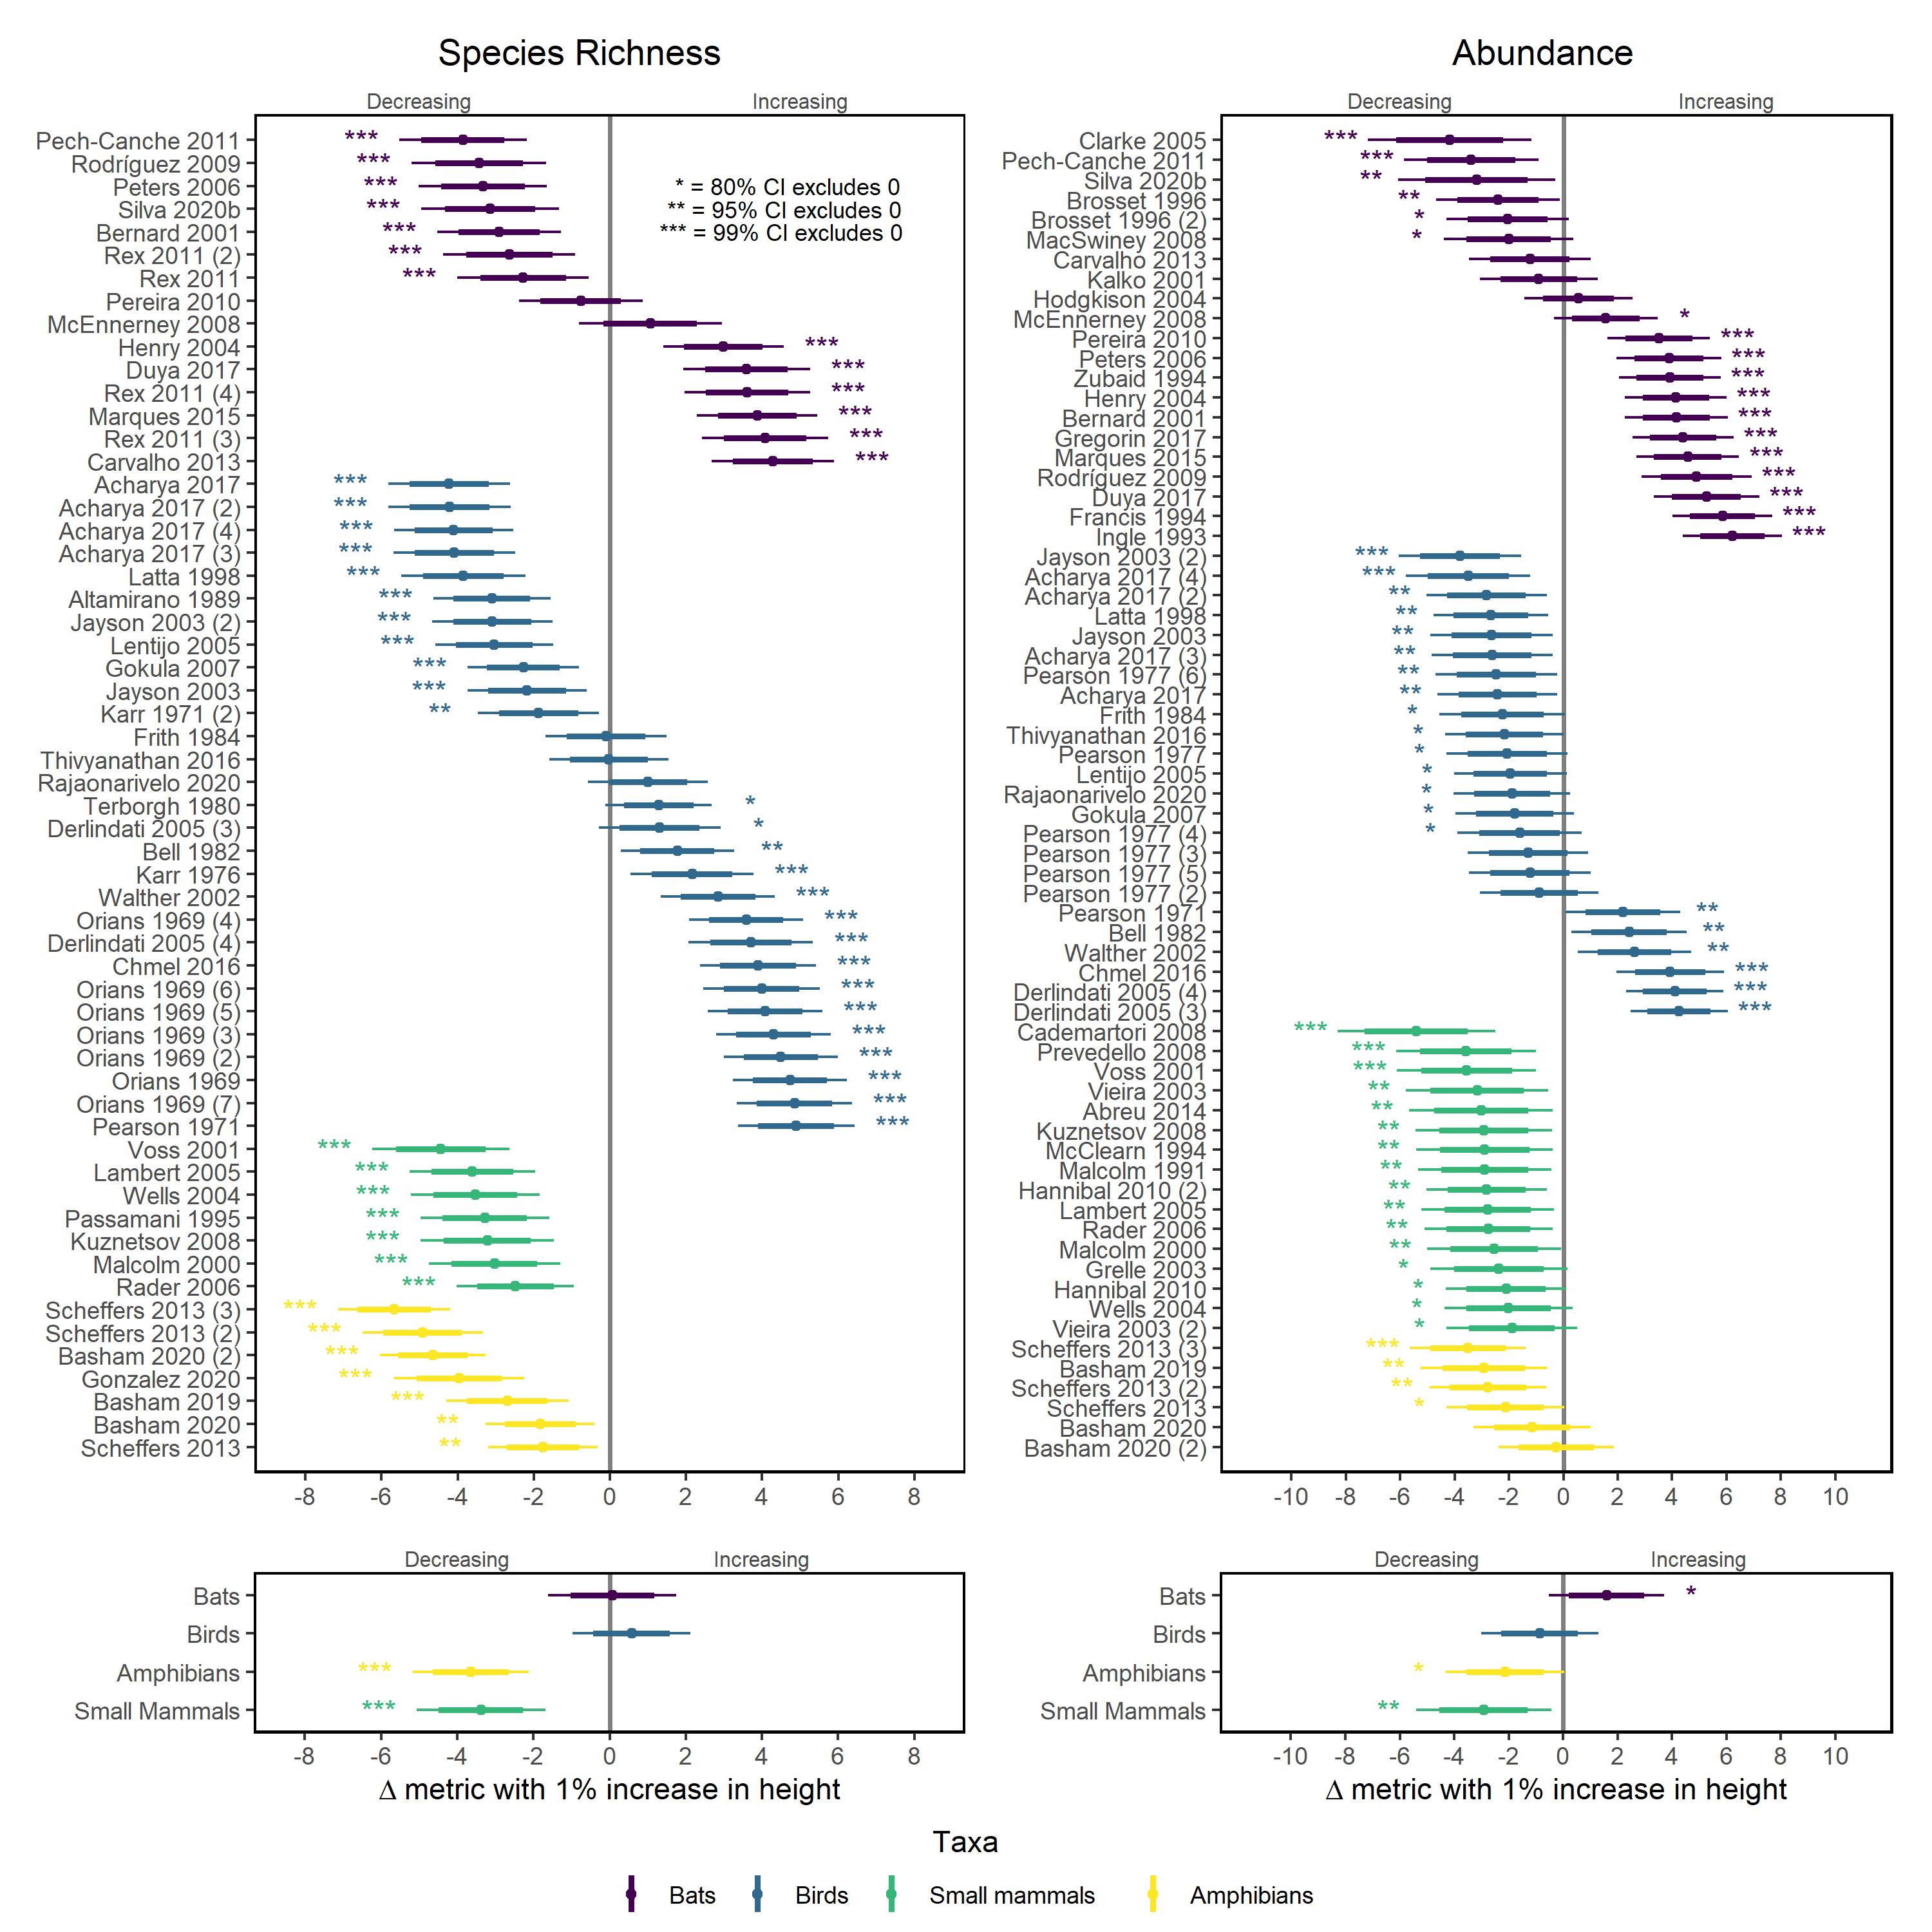 Species Richness
Decreasing Increasing
Pech-Canche 2011 ***
Rodríguez 2009 ***
Peters 2006 ***
Silva 2020b ***
Bernard 2001 ***
Rex 2011 (2) ***
Rex 2011 ***
Pereira 2010
McEnnerney 2008
Henry 2004 ***
Duya 2017 ***
Rex 2011 (4) ***
Marques 2015 ***
Rex 2011 (3) ***
Carvalho 2013 ***
Acharya 2017 ***
Acharya 2017 (2) ***
Acharya 2017 (4) ***
Acharya 2017 (3) ***
Latta 1998 ***
Altamirano 1989 ***
Jayson 2003 (2) ***
Lentijo 2005 ***
Gokula 2007 ***
Jayson 2003 ***
Karr 1971 (2) **
Frith 1984
Thivyanathan 2016
Rajaonarivelo 2020
Terborgh 1980 *
Derlindati 2005 (3) *
Bell 1982 **
Karr 1976 ***
Walther 2002 ***
Orians 1969 (4) ***
Derlindati 2005 (4) ***
Chmel 2016 ***
Orians 1969 (6) ***
Orians 1969 (5) ***
Orians 1969 (3) ***
Orians 1969 (2) ***
Orians 1969 ***
Orians 1969 (7) ***
Pearson 1971 ***
Voss 2001 ***
Lambert 2005 ***
Wells 2004 ***
Passamani 1995 ***
Kuznetsov 2008 ***
Malcolm 2000 ***
Rader 2006 ***
Scheffers 2013 (3) ***
Scheffers 2013 (2) ***
Basham 2020 (2) ***
Gonzalez 2020 ***
Basham 2019 ***
Basham 2020 **
Scheffers 2013 **
* = 80% CI excludes 0
** = 95% CI excludes 0
*** = 99% CI excludes 0
-8 -6 -4 -2 0 2 4 6 8
Abundance
Decreasing Increasing
Clarke 2005 ***
Pech-Canche 2011 ***
Silva 2020b **
Brosset 1996 **
Brosset 1996 (2) *
MacSwiney 2008 *
Carvalho 2013
Kalko 2001
Hodgkison 2004
McEnnerney 2008 *
Pereira 2010 ***
Peters 2006 ***
Zubaid 1994 ***
Henry 2004 ***
Bernard 2001 ***
Gregorin 2017 ***
Marques 2015 ***
Rodríguez 2009 ***
Duya 2017 ***
Francis 1994 ***
Ingle 1993 ***
Jayson 2003 (2) ***
Acharya 2017 (4) ***
Acharya 2017 (2) **
Latta 1998 **
Jayson 2003 **
Acharya 2017 (3) **
Pearson 1977 (6) **
Acharya 2017 **
Frith 1984 *
Thivyanathan 2016 *
Pearson 1977 *
Lentijo 2005 *
Rajaonarivelo 2020 *
Gokula 2007 *
Pearson 1977 (4) *
Pearson 1977 (3)
Pearson 1977 (5)
Pearson 1977 (2)
Pearson 1971 **
Bell 1982 **
Walther 2002 **
Chmel 2016 ***
Derlindati 2005 (4) ***
Derlindati 2005 (3) ***
Cademartori 2008 ***
Prevedello 2008 ***
Voss 2001 ***
Vieira 2003 **
Abreu 2014 **
Kuznetsov 2008 **
McClearn 1994 **
Malcolm 1991 **
Hannibal 2010 (2) **
Lambert 2005 **
Rader 2006 **
Malcolm 2000 **
Grelle 2003 *
Hannibal 2010 *
Wells 2004 *
Vieira 2003 (2) *
Scheffers 2013 (3) ***
Basham 2019 **
Scheffers 2013 (2) **
Scheffers 2013 *
Basham 2020
Basham 2020 (2)
-10 -8 -6 -4 -2 0 2 4 6 8 10
Decreasing Increasing
Bats
Birds
Amphibians ***
Small Mammals ***
-8 -6 -4 -2 0 2 4 6 8
Δ metric with 1% increase in height
Decreasing Increasing
Bats *
Birds
Amphibians *
Small Mammals **
-10 -8 -6 -4 -2 0 2 4 6 8 10
Δ metric with 1% increase in height
Taxa
Bats Birds Small mammals Amphibians